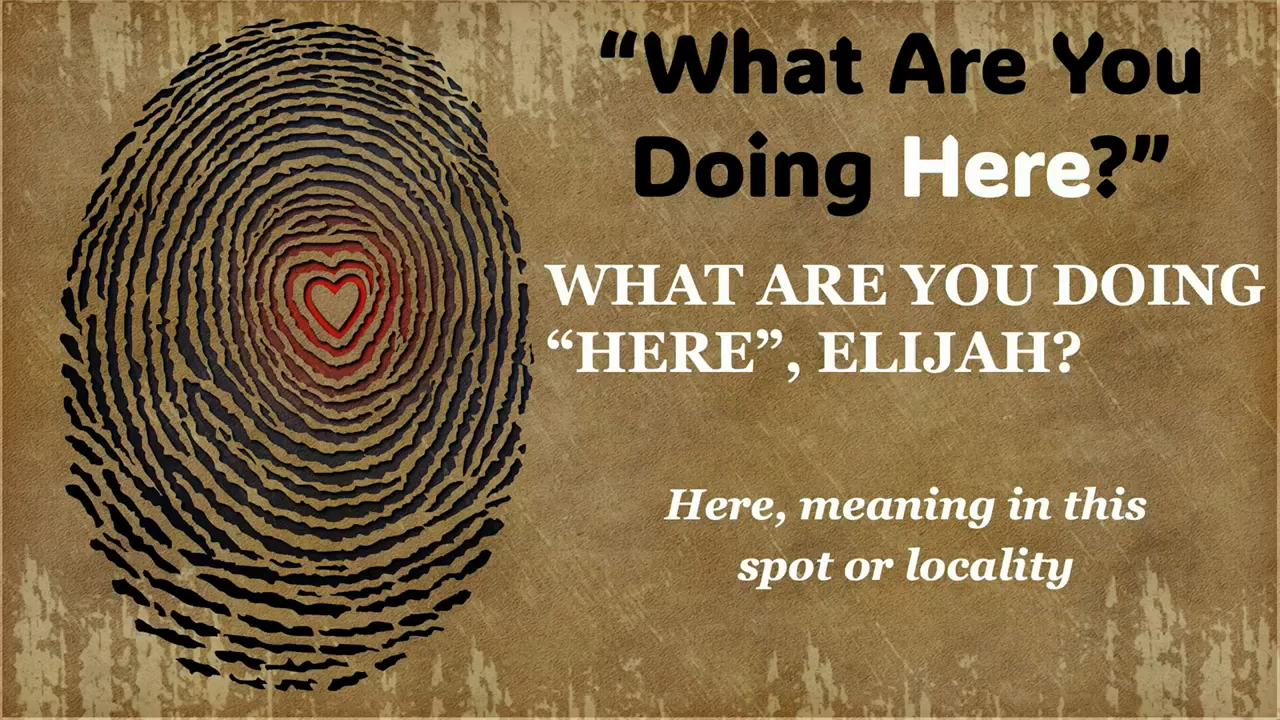 “What Are You
Doing Here?”
WHAT ARE YOU DOING
“HERE”, ELIJAH?
Here, meaning in this
spot or locality